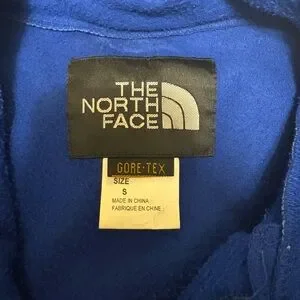 THE
NORTH
FACE
GORE-TEX
SIZE
S
MADE IN CHINA
FABRIQUE EN CHINE